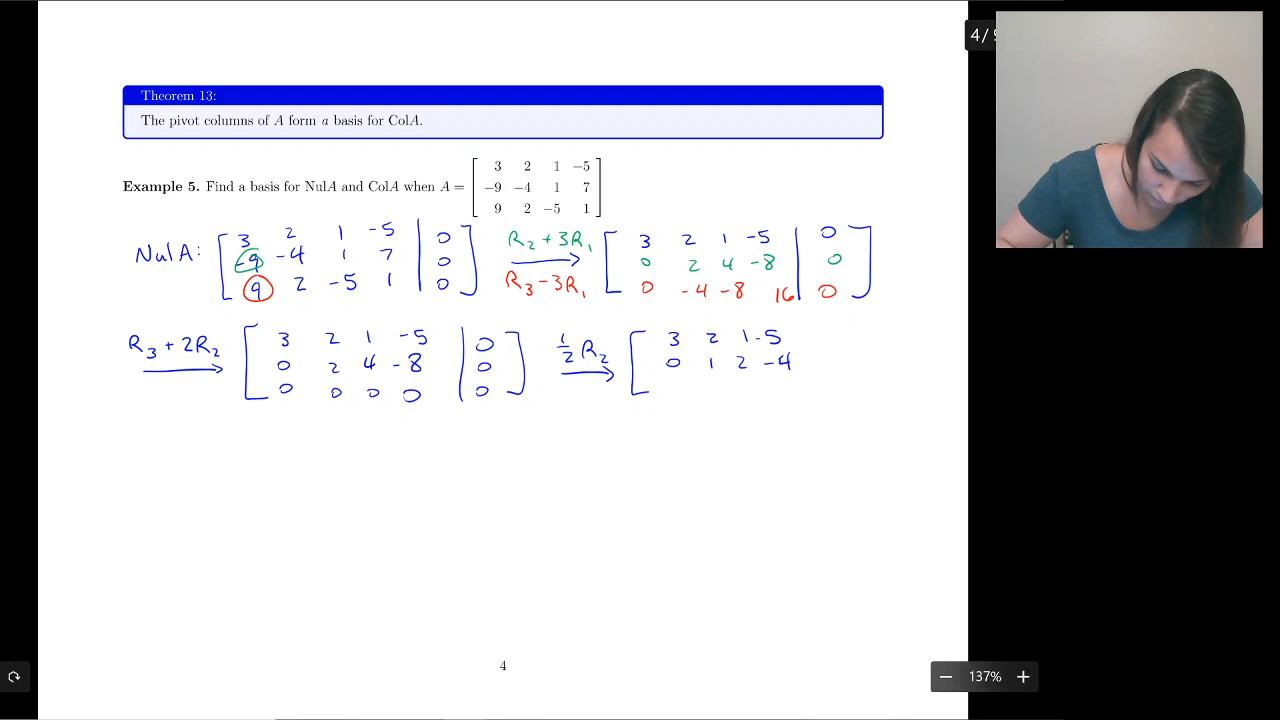 4/9
Theorem 13:
The pivot columns of A form a basis for ColA.
Example 5. Find a basis for NulA and ColA when A = [ 3 2 1 −5
−9 −4 1 7
9 2 −5 1 ]
NulA: [ 3 2 1 -5 | 0
-9 -4 1 7 | 0
9 2 -5 1 | 0 ]
R2 + 3R1
R3 - 3R1
[ 3 2 1 -5 | 0
0 2 4 -8 | 0
0 -4 -8 16 | 0 ]
R3 + 2R2
[ 3 2 1 -5 | 0
0 2 4 -8 | 0
0 0 0 0 | 0 ]
1/2 R2
[ 3 2 1 -5
0 1 2 -4
4
− 137% +